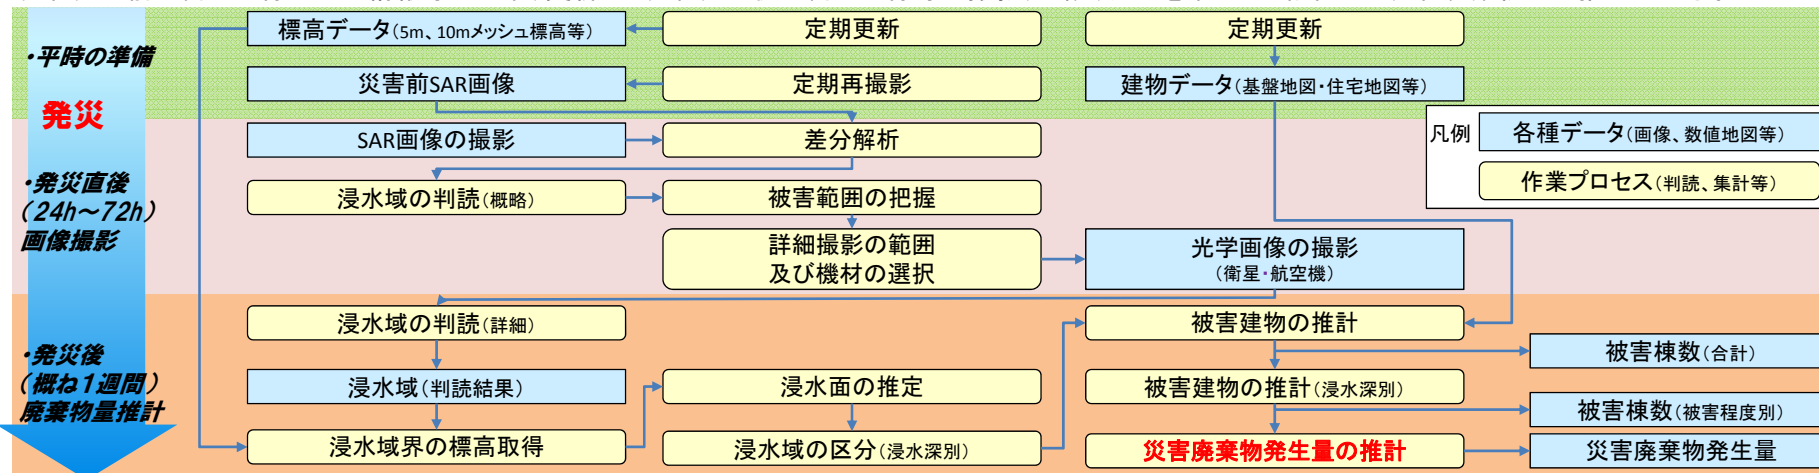 ・平時の準備
発災
・発災直後
（24h～72h）
画像撮影
・発災後
（概ね1週間）
廃棄物量推計
標高データ（5m、10mメッシュ標高等）
定期更新
定期更新
災害前SAR画像
定期再撮影
建物データ（基盤地図・住宅地図等）
SAR画像の撮影
差分解析
凡例
各種データ（画像、数値地図等）
作業プロセス（判読、集計等）
浸水域の判読（概略）
被害範囲の把握
詳細撮影の範囲
及び機材の選択
光学画像の撮影
（衛星・航空機）
浸水域の判読（詳細）
被害建物の推計
被害棟数（合計）
浸水域（判読結果）
浸水面の推定
被害建物の推計（浸水深別）
被害棟数（被害程度別）
浸水域界の標高取得
浸水域の区分（浸水深別）
災害廃棄物発生量の推計
災害廃棄物発生量